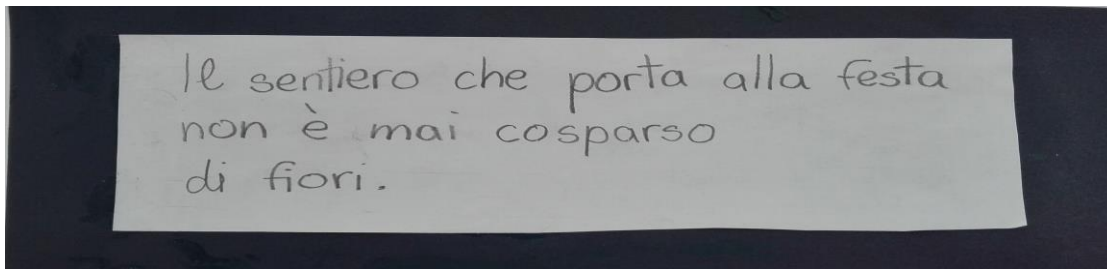 Il sentiero che porta alla festa
non è mai cosparso
di fiori.